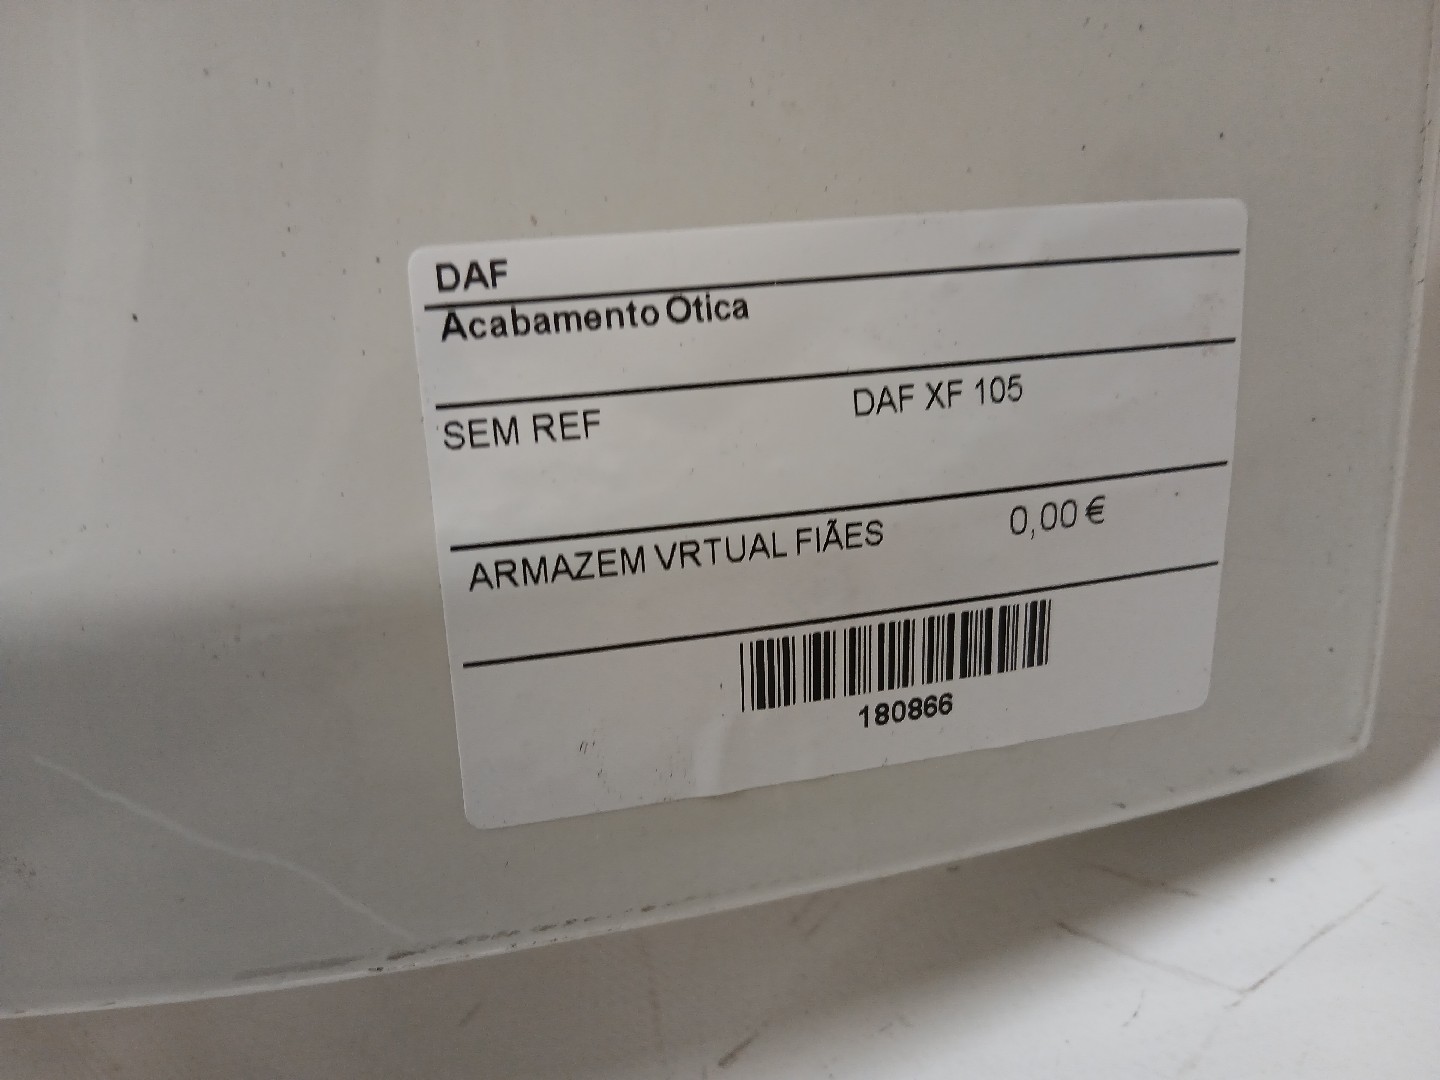 DAF
Acabamento Otica
SEM REF DAF XF 105
ARMAZEM VRTUAL FIÃES 0,00 €
180866